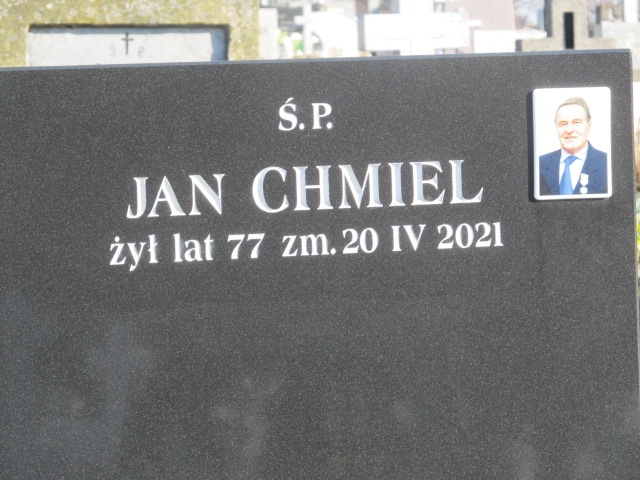 Ś P
Ś. P.
JAN CHMIEL
żył lat 77 zm. 20 IV 2021